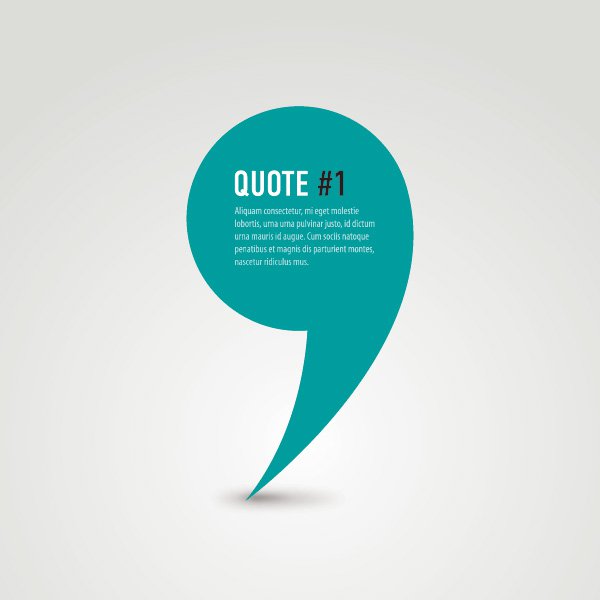 QUOTE #1
Aliquam consectetur, mi eget molestie
lobortis, urna urna pulvinar justo, id dictum
urna mauris id augue. Cum sociis natoque
penatibus et magnis dis parturient montes,
nascetur ridiculus mus.